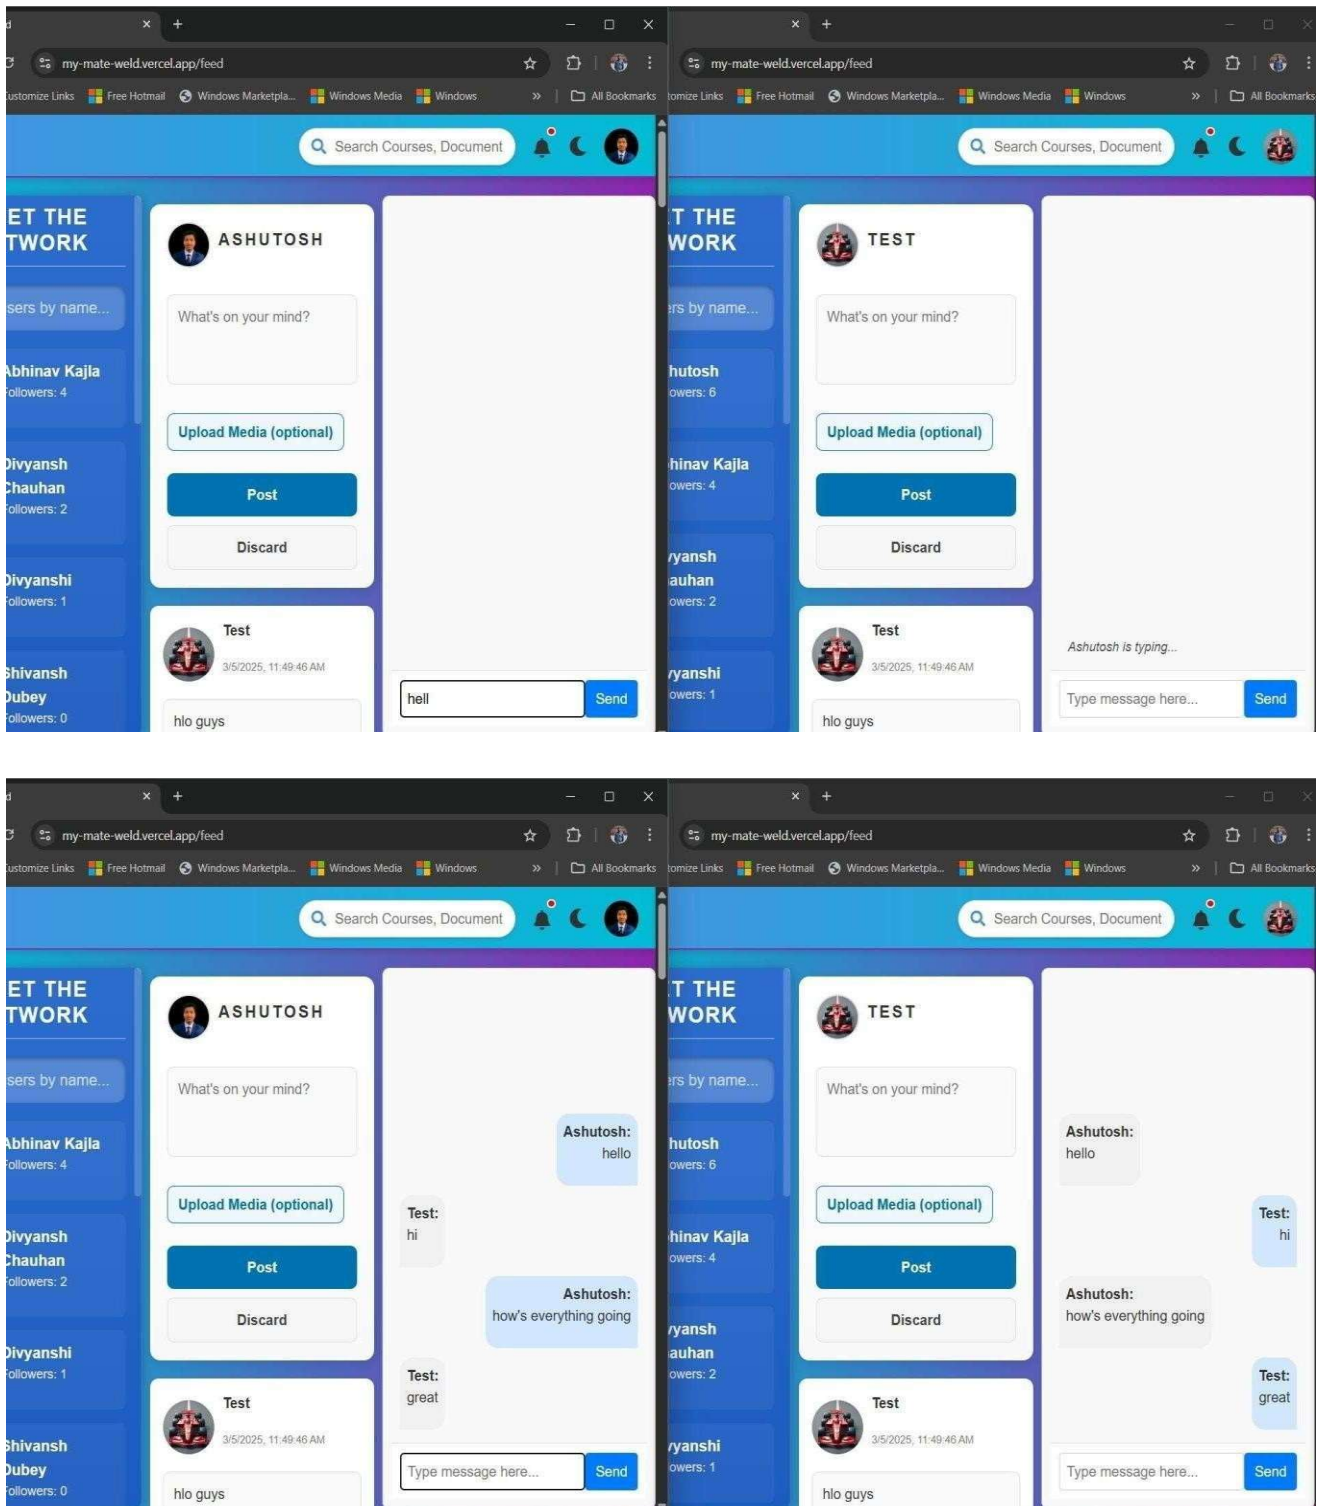 my-mate-weld.vercel.app/feed
Customize Links Free Hotmail Windows Marketpla... Windows Media Windows » All Bookmarks
Search Courses, Document
ET THE
TWORK
sers by name...
Abhinav Kajla
Followers: 4
Divyansh
Chauhan
Followers: 2
Divyanshi
Followers: 1
Shivansh
Dubey
Followers: 0
ASHUTOSH
What's on your mind?
Upload Media (optional)
Post
Discard
Test
3/5/2025, 11:49:46 AM
hlo guys
hell
Send
my-mate-weld.vercel.app/feed
tomize Links Free Hotmail Windows Marketpla... Windows Media Windows » All Bookmarks
Search Courses, Document
T THE
WORK
ers by name...
hutosh
owers: 6
hinav Kajla
owers: 4
vyansh
auhan
owers: 2
vyanshi
owers: 1
TEST
What's on your mind?
Upload Media (optional)
Post
Discard
Test
3/5/2025, 11:49:46 AM
hlo guys
Ashutosh is typing...
Type message here...
Send
my-mate-weld.vercel.app/feed
Customize Links Free Hotmail Windows Marketpla... Windows Media Windows » All Bookmarks
Search Courses, Document
ET THE
TWORK
sers by name...
Abhinav Kajla
Followers: 4
Divyansh
Chauhan
Followers: 2
Divyanshi
Followers: 1
Shivansh
Dubey
Followers: 0
ASHUTOSH
What's on your mind?
Upload Media (optional)
Post
Discard
Test
3/5/2025, 11:49:46 AM
hlo guys
Ashutosh:
hello
Test:
hi
Ashutosh:
how's everything going
Test:
great
Type message here...
Send
my-mate-weld.vercel.app/feed
tomize Links Free Hotmail Windows Marketpla... Windows Media Windows » All Bookmarks
Search Courses, Document
T THE
WORK
ers by name...
hutosh
owers: 6
hinav Kajla
owers: 4
vyansh
auhan
owers: 2
vyanshi
owers: 1
TEST
What's on your mind?
Upload Media (optional)
Post
Discard
Test
3/5/2025, 11:49:46 AM
hlo guys
Ashutosh:
hello
Test:
hi
Ashutosh:
how's everything going
Test:
great
Type message here...
Send